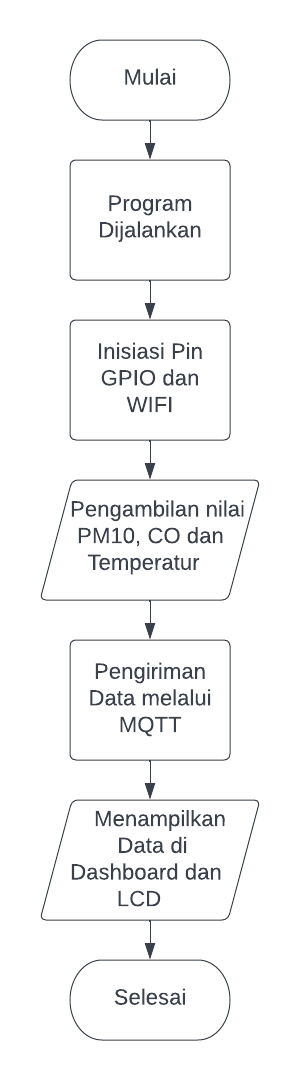 Mulai
Program
Dijalankan
Inisiasi Pin
GPIO dan
WIFI
Pengambilan nilai
PM10, CO dan
Temperatur
Pengiriman
Data melalui
MQTT
Menampilkan
Data di
Dashboard dan
LCD
Selesai